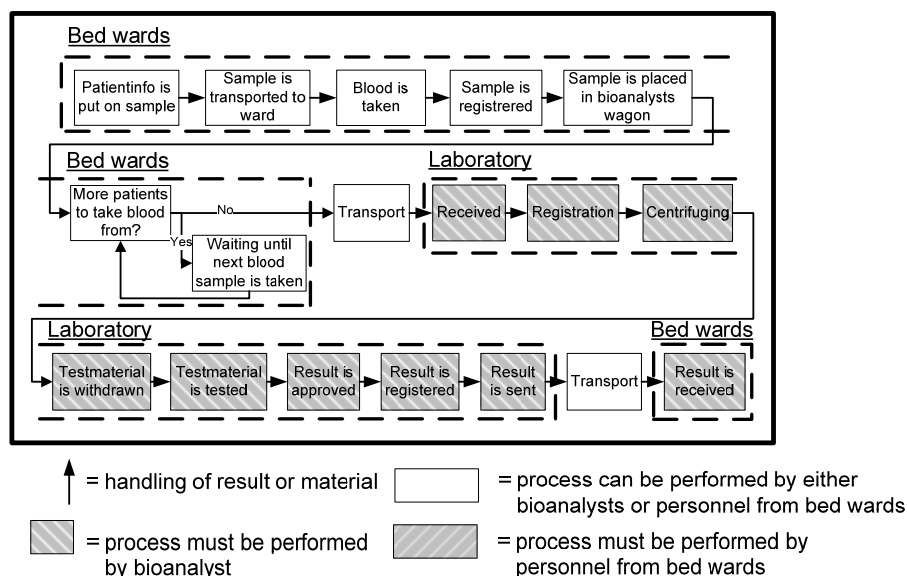 Bed wards
Patientinfo is
put on sample
Sample is
transported to
ward
Blood is
taken
Sample is
registrered
Sample is placed
in bioanalysts
wagon
Bed wards
More patients
to take blood
from?
No
Yes
Waiting until
next blood
sample is taken
Transport
Laboratory
Received
Registration
Centrifuging
Laboratory
Testmaterial
is withdrawn
Testmaterial
is tested
Result is
approved
Result is
registered
Result
is sent
Transport
Bed wards
Result is
received
= handling of result or material
= process can be performed by either
bioanalysts or personnel from bed wards
= process must be performed
by bioanalyst
= process must be performed by
personnel from bed wards